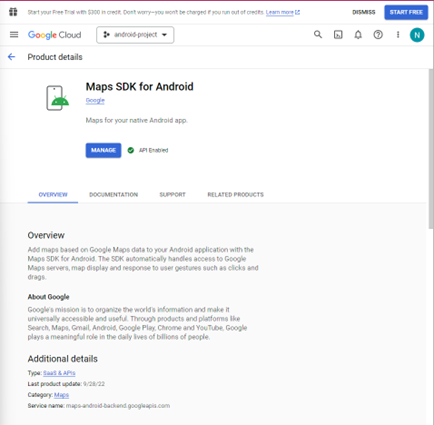 Start your Free Trial with $300 in credit. Don't worry—you won't be charged if you run out of credits. Learn more
DISMISS
START FREE
Google Cloud
android-project
N
Product details
Maps SDK for Android
Google
Maps for your native Android app.
MANAGE
API Enabled
OVERVIEW
DOCUMENTATION
SUPPORT
RELATED PRODUCTS
Overview
Add maps based on Google Maps data to your Android application with the
Maps SDK for Android. The SDK automatically handles access to Google
Maps servers, map display and response to user gestures such as clicks and
drags.
About Google
Google's mission is to organize the world's information and make it
universally accessible and useful. Through products and platforms like
Search, Maps, Gmail, Android, Google Play, Chrome and YouTube, Google
plays a meaningful role in the daily lives of billions of people.
Additional details
Type: SaaS & APIs
Last product update: 9/28/22
Category: Maps
Service name: maps-android-backend.googleapis.com